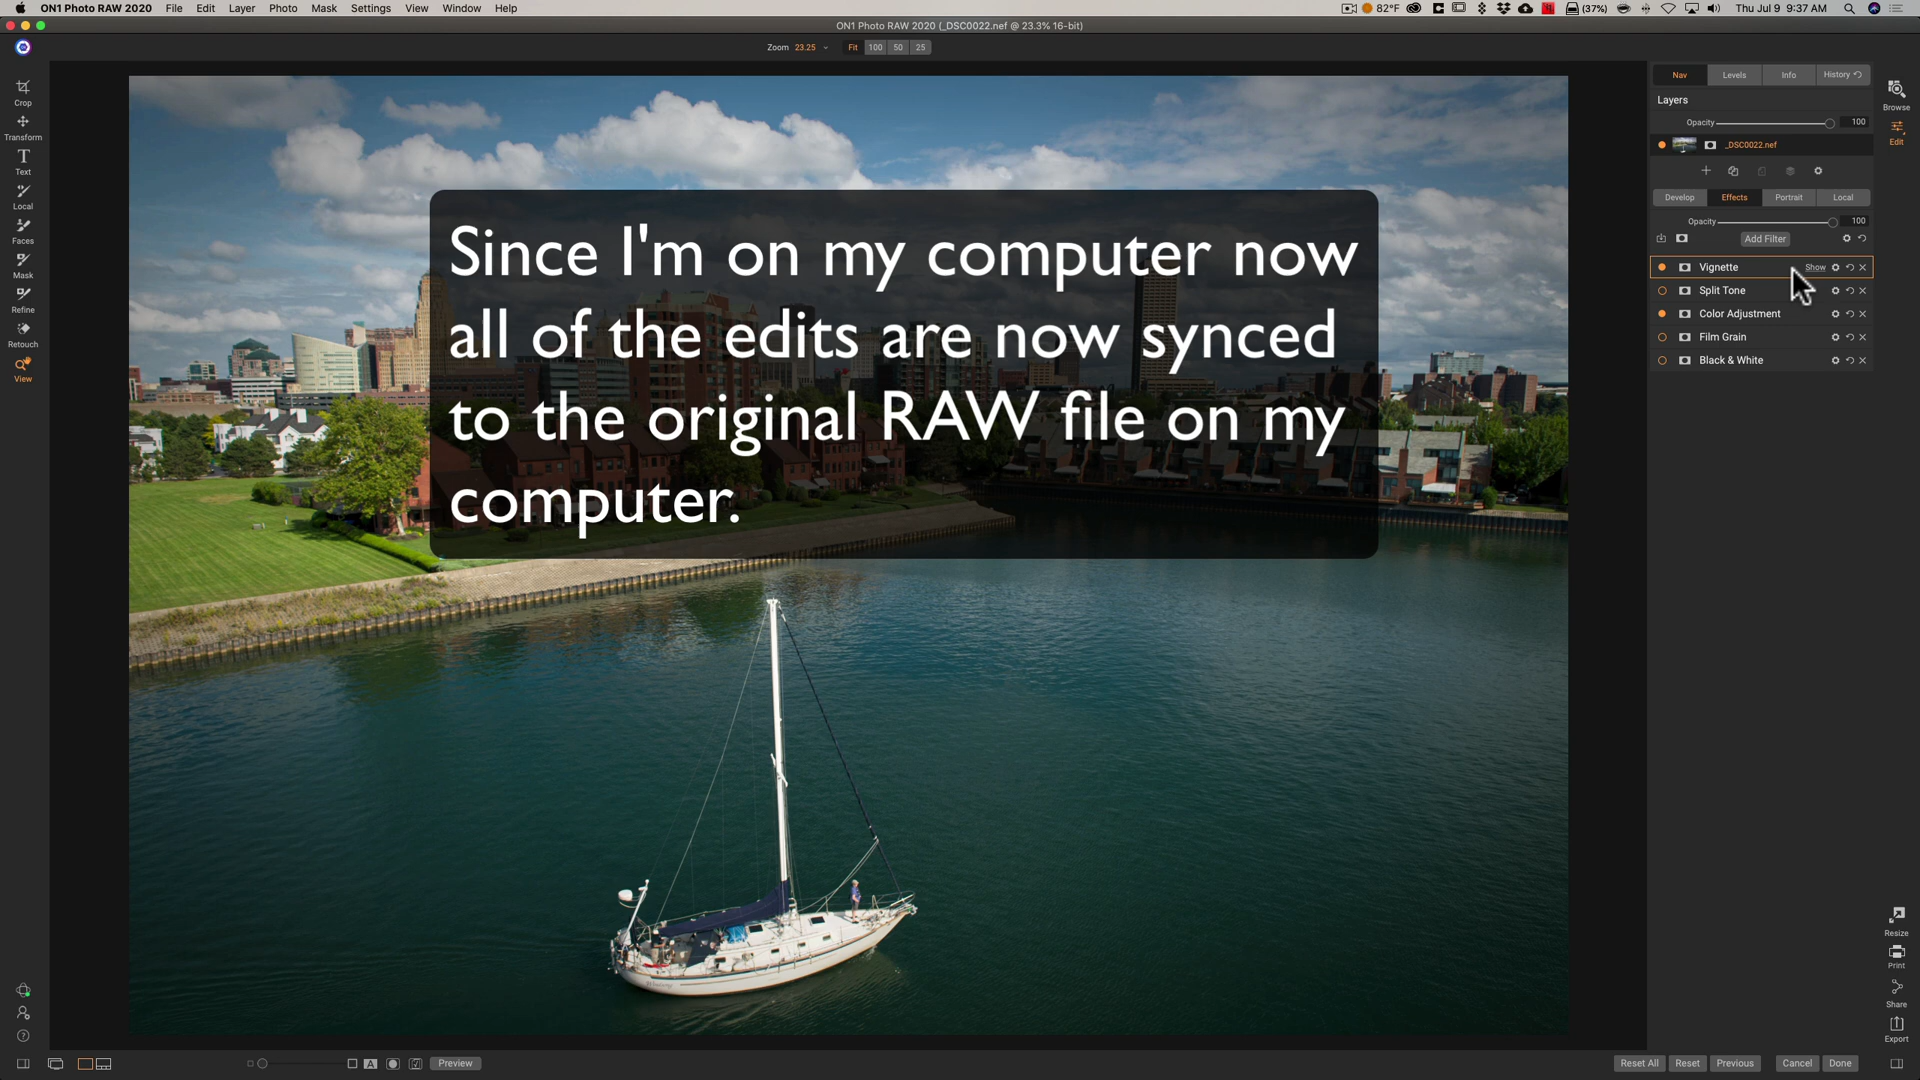 ON1 Photo RAW 2020 File Edit Layer Photo Mask Settings View Window Help 82°F (37%) Thu Jul 9 9:37 AM
ON1 Photo RAW 2020 (_DSC0022.nef @ 23.3% 16-bit)
Zoom 23.25 Fit 100 50 25
Nav Levels Info History
Layers
Opacity 100
_DSC0022.nef
Develop Effects Portrait Local
Opacity 100
Add Filter
Vignette Show
Split Tone
Color Adjustment
Film Grain
Black & White
Crop
Transform
Text
Local
Faces
Mask
Refine
Retouch
View
Browse
Edit
Since I'm on my computer now
all of the edits are now synced
to the original RAW file on my
computer.
Resize
Print
Share
Export
A Preview
Reset All Reset Previous Cancel Done